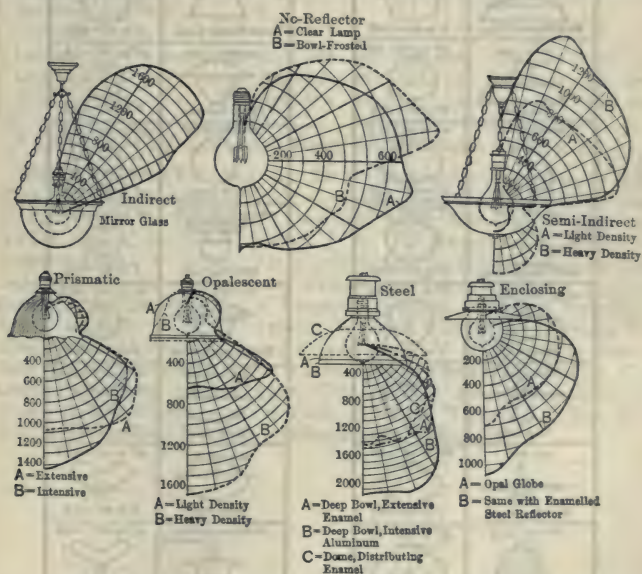 No-Reflector
A=Clear Lamp
B=Bowl-Frosted
1600
1200
800
400
Indirect
Mirror Glass
200 400 600
B
A
1000
800
600
B
A
Semi-Indirect
A=Light Density
B=Heavy Density
Prismatic
400
600
800
1000
1200
1400
B
A
A=Extensive
B=Intensive
Opalescent
A
B
400
800
1200
1600
A
B
A=Light Density
B=Heavy Density
Steel
C
A
B
400
800
1200
1600
2000
C
A
B
A=Deep Bowl, Extensive
Enamel
B=Deep Bowl, Intensive
Aluminum
C=Dome, Distributing
Enamel
Enclosing
200
400
600
800
1000
A
B
A=Opal Globe
B=Same with Enamelled
Steel Reflector